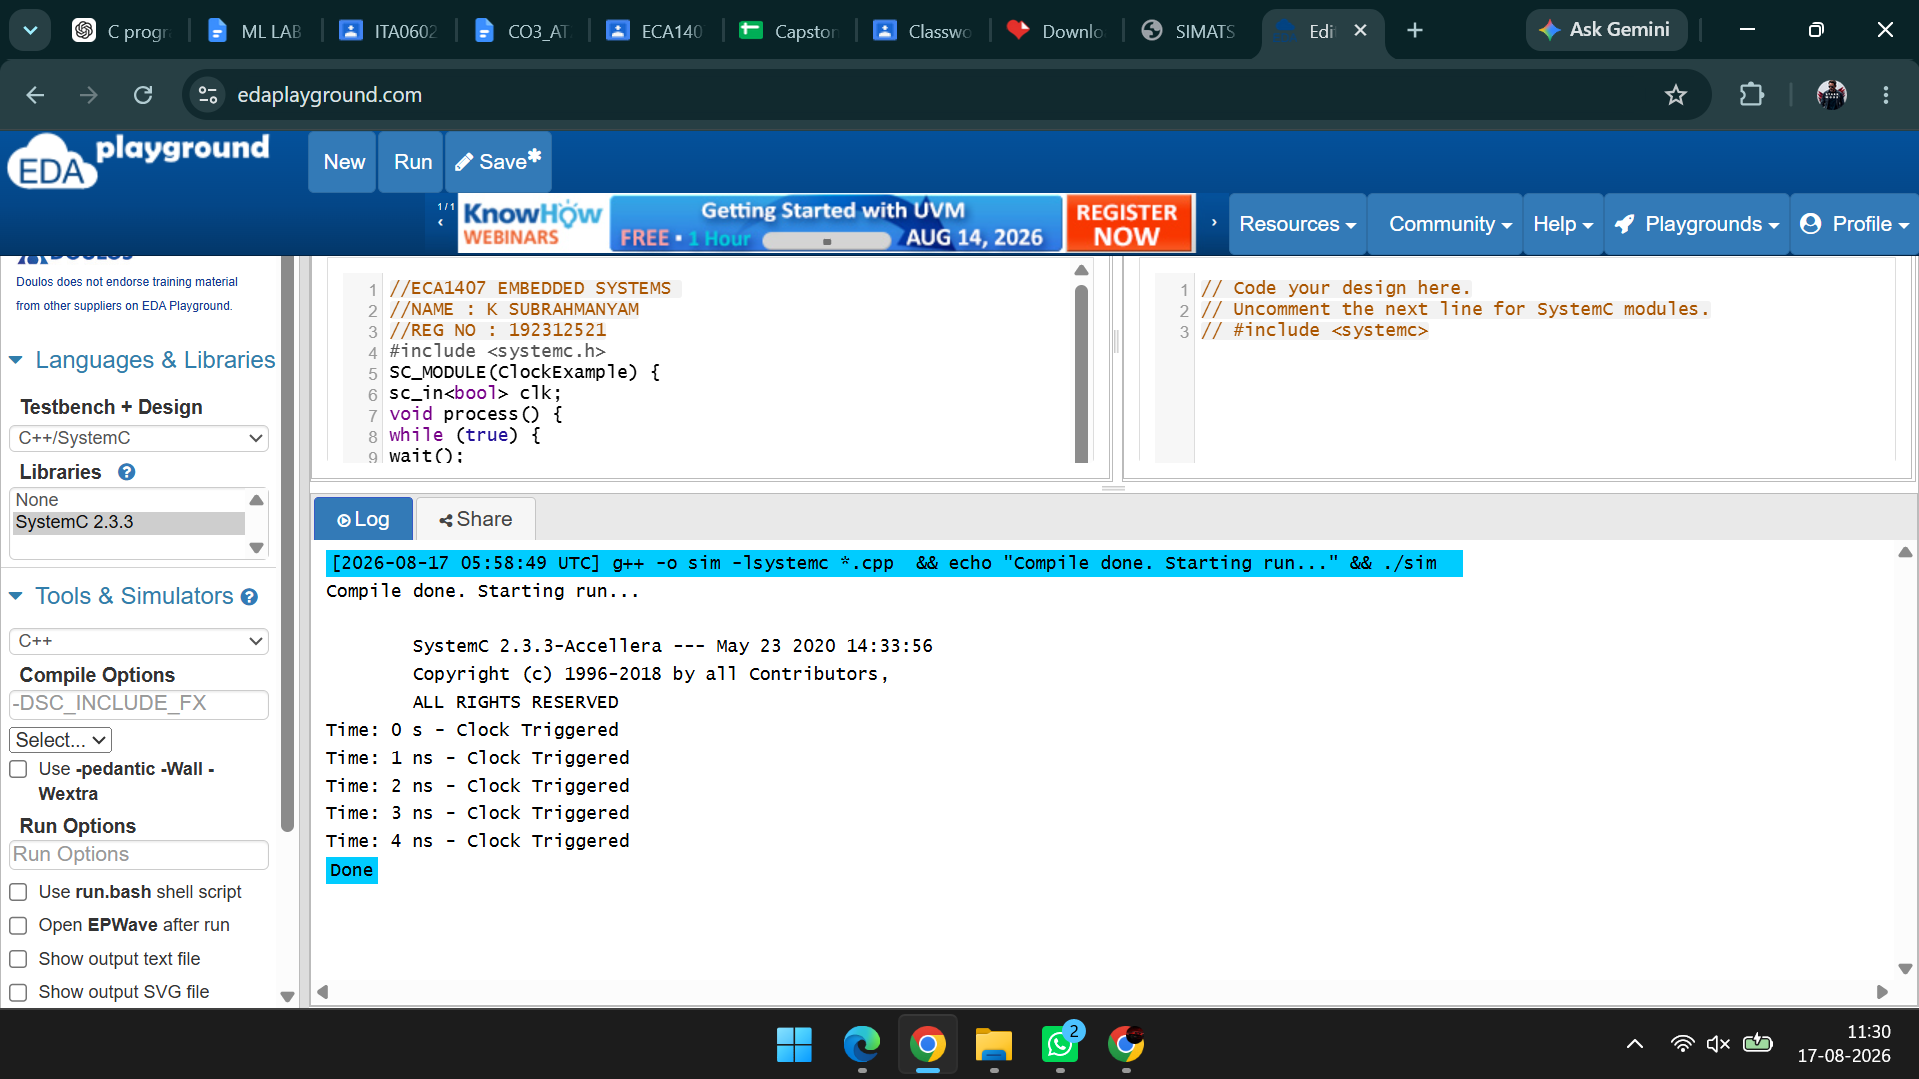 C progr
ML LAB
ITA0602
CO3_AT
ECA140
Capston
Classwo
Downlo
SIMATS
Edi
Ask Gemini
edaplayground.com
EDA playground
New
Run
Save*
1/1
KnowHow WEBINARS
Getting Started with UVM
FREE • 1 Hour
AUG 14, 2026
REGISTER NOW
Resources
Community
Help
Playgrounds
Profile
Doulos does not endorse training material
from other suppliers on EDA Playground.
Languages & Libraries
Testbench + Design
C++/SystemC
Libraries
None
SystemC 2.3.3
Tools & Simulators
C++
Compile Options
-DSC_INCLUDE_FX
Select...
Use -pedantic -Wall -
Wextra
Run Options
Run Options
Use run.bash shell script
Open EPWave after run
Show output text file
Show output SVG file
1 //ECA1407 EMBEDDED SYSTEMS
2 //NAME : K SUBRAHMANYAM
3 //REG NO : 192312521
4 #include <systemc.h>
5 SC_MODULE(ClockExample) {
6 sc_in<bool> clk;
7 void process() {
8 while (true) {
9 wait();
1 // Code your design here.
2 // Uncomment the next line for SystemC modules.
3 // #include <systemc>
Log
Share
[2026-08-17 05:58:49 UTC] g++ -o sim -lsystemc *.cpp  && echo "Compile done. Starting run..." && ./sim
Compile done. Starting run...
SystemC 2.3.3-Accellera --- May 23 2020 14:33:56
Copyright (c) 1996-2018 by all Contributors,
ALL RIGHTS RESERVED
Time: 0 s - Clock Triggered
Time: 1 ns - Clock Triggered
Time: 2 ns - Clock Triggered
Time: 3 ns - Clock Triggered
Time: 4 ns - Clock Triggered
Done
2
11:30
17-08-2026